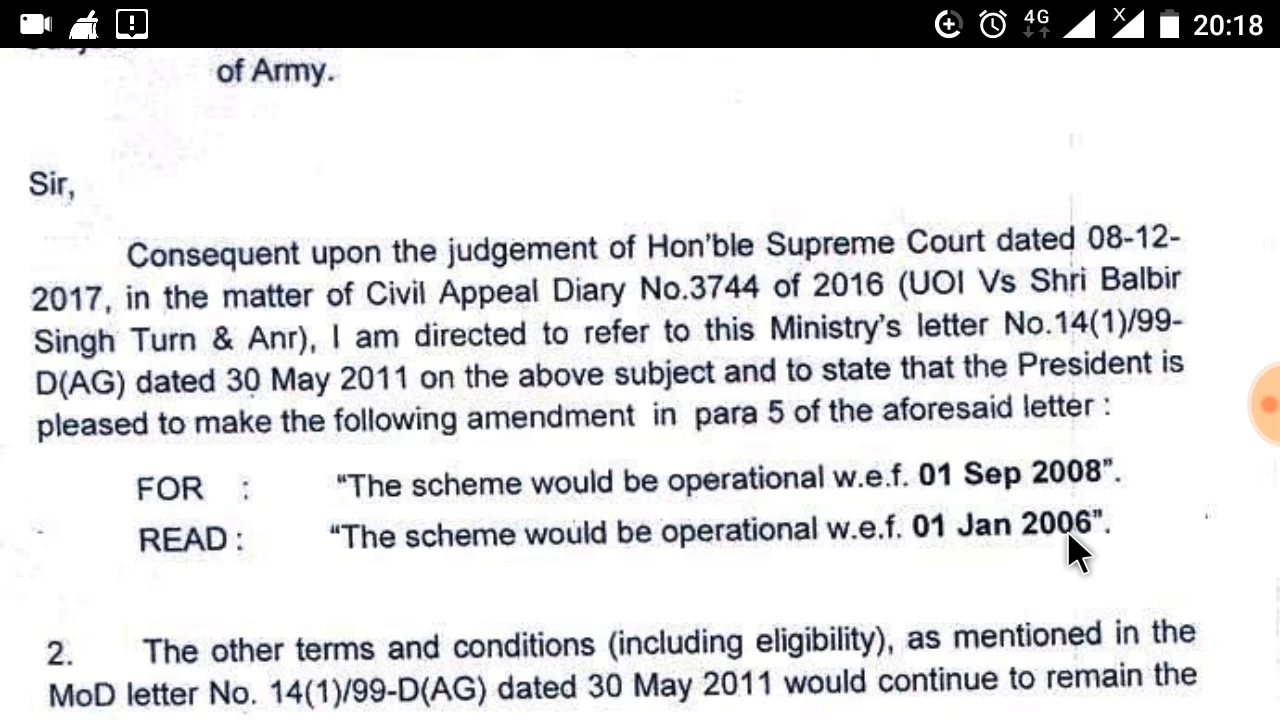 4G
X
20:18
of Army.
Sir,
Consequent upon the judgement of Hon'ble Supreme Court dated 08-12-
2017, in the matter of Civil Appeal Diary No.3744 of 2016 (UOI Vs Shri Balbir
Singh Turn & Anr), I am directed to refer to this Ministry's letter No.14(1)/99-
D(AG) dated 30 May 2011 on the above subject and to state that the President is
pleased to make the following amendment in para 5 of the aforesaid letter :
FOR : "The scheme would be operational w.e.f. 01 Sep 2008".
READ : "The scheme would be operational w.e.f. 01 Jan 2006".
2. The other terms and conditions (including eligibility), as mentioned in the
MoD letter No. 14(1)/99-D(AG) dated 30 May 2011 would continue to remain the